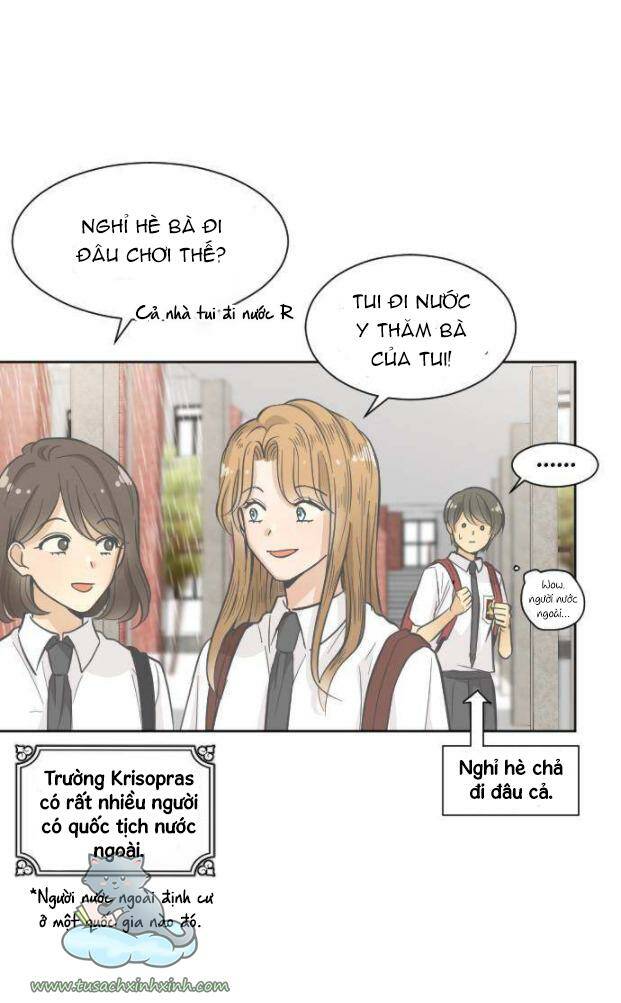 NGHỈ HÈ BÀ ĐI
ĐÂU CHƠI THẾ?
Cả nhà tui đi nước R
TUI ĐI NƯỚC
Y THĂM BÀ
CỦA TUI!
......
Wow,
người nước
ngoài...
Nghỉ hè chả
đi đâu cả.
Trường Krisopras
có rất nhiều người
có quốc tịch nước
ngoài.
*Người nước ngoài định cư
ở một quốc gia nào đó.
www.tusachxinhxinh.com